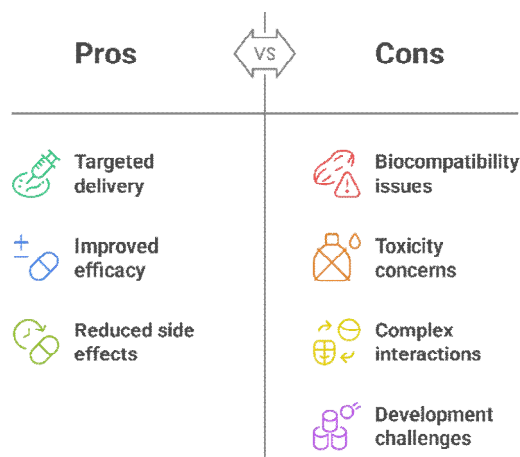 Pros
VS
Cons
Targeted
delivery
Improved
efficacy
Reduced side
effects
Biocompatibility
issues
Toxicity
concerns
Complex
interactions
Development
challenges